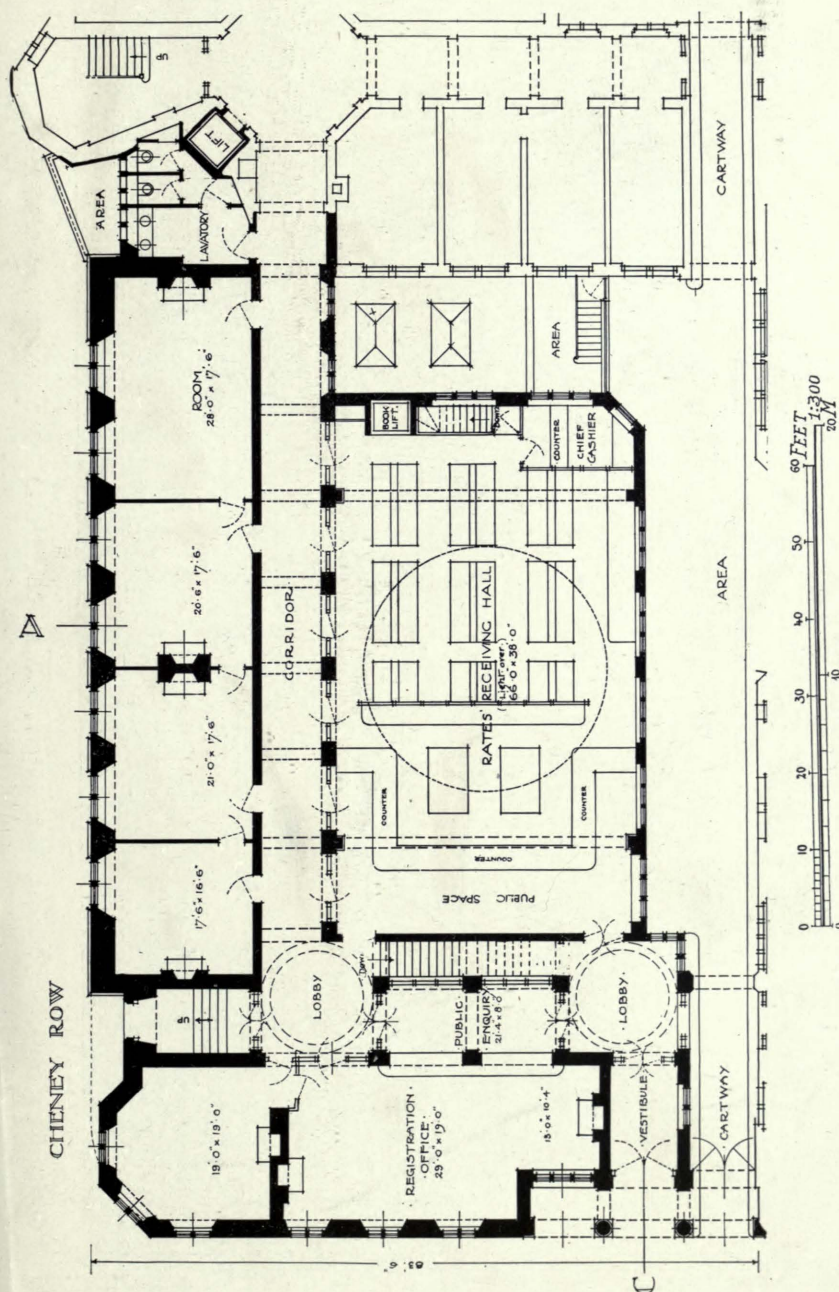 CHENEY ROW
A
UP
AREA
LIFT
LAVATORY
ROOM
28·0" × 17·6"
20·6 × 17·6"
21·0" × 17·6"
17·6" × 16·6"
UP
CORRIDOR
BOOK
LIFT.
DOWN
AREA
CARTWAY
COUNTER
CHIEF
CASHIER
RATES' RECEIVING HALL
(Light over)
66·0" × 38·0"
COUNTER
COUNTER
COUNTER
PUBLIC SPACE
DOWN
LOBBY
PUBLIC
ENQUIRY
21·4 × 8·0"
LOBBY·
19·0" × 19·0"
REGISTRATION
·OFFICE·
29·0" × 19·0"
VESTIBULE
CARTWAY
AREA
C
0 10 20 30 40 50 60 FEET
1:300
0 10 20 M